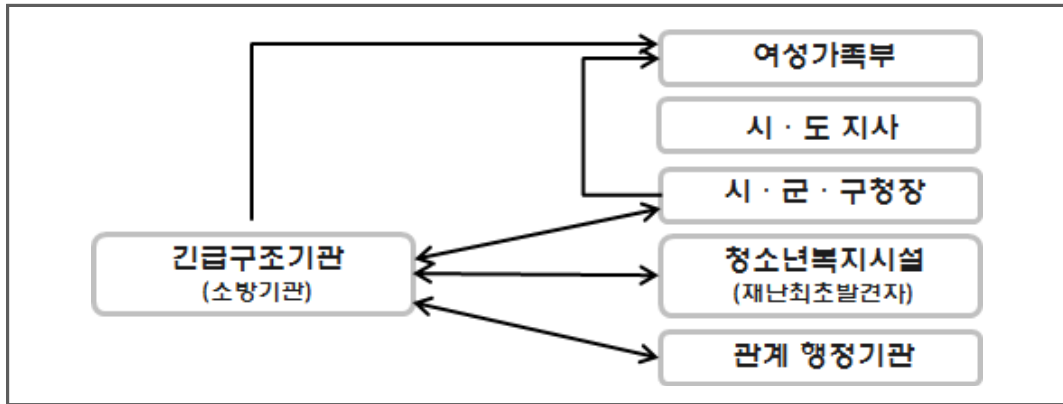 여성가족부
시 · 도 지사
시 · 군 · 구청장
긴급구조기관
(소방기관)
청소년복지시설
(재난최초발견자)
관계 행정기관